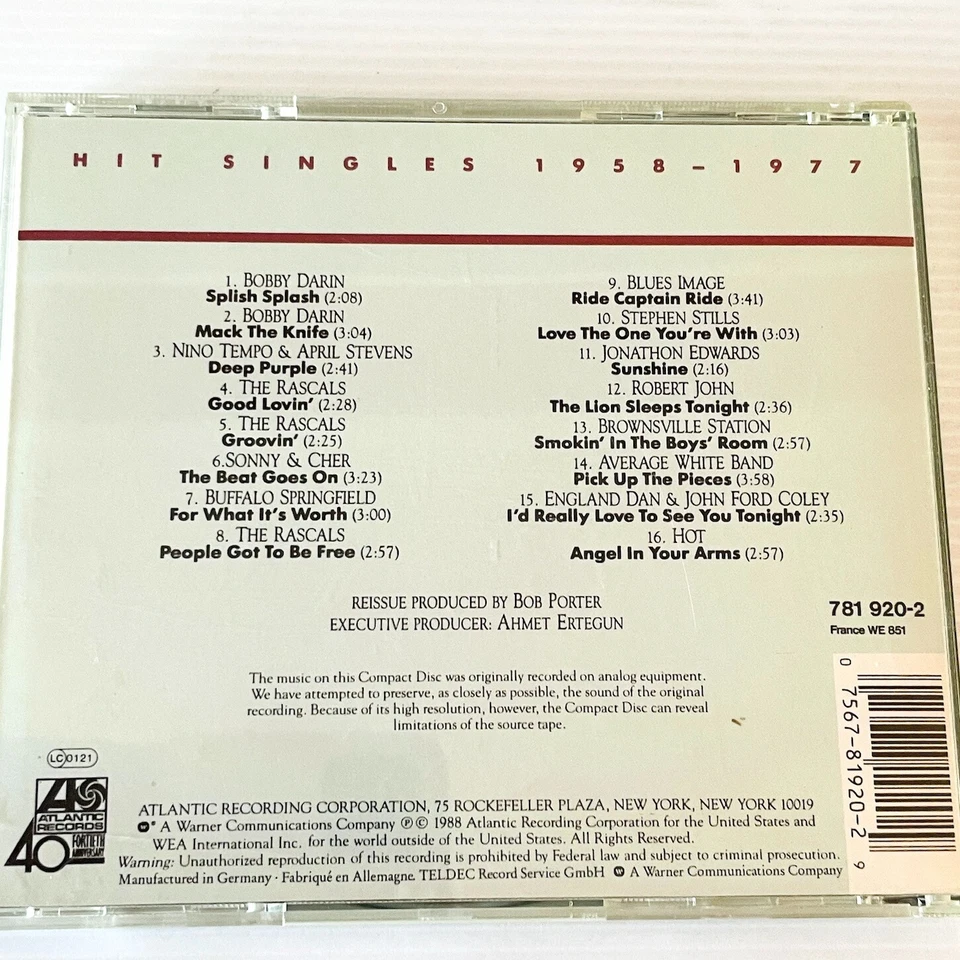 HIT SINGLES 1958–1977
1. BOBBY DARIN
Splish Splash (2:08)
2. BOBBY DARIN
Mack The Knife (3:04)
3. NINO TEMPO & APRIL STEVENS
Deep Purple (2:41)
4. THE RASCALS
Good Lovin' (2:28)
5. THE RASCALS
Groovin' (2:25)
6.SONNY & CHER
The Beat Goes On (3:23)
7. BUFFALO SPRINGFIELD
For What It's Worth (3:00)
8. THE RASCALS
People Got To Be Free (2:57)
9. BLUES IMAGE
Ride Captain Ride (3:41)
10. STEPHEN STILLS
Love The One You're With (3:03)
11. JONATHON EDWARDS
Sunshine (2:16)
12. ROBERT JOHN
The Lion Sleeps Tonight (2:36)
13. BROWNSVILLE STATION
Smokin' In The Boys' Room (2:57)
14. AVERAGE WHITE BAND
Pick Up The Pieces (3:58)
15. ENGLAND DAN & JOHN FORD COLEY
I'd Really Love To See You Tonight (2:35)
16. HOT
Angel In Your Arms (2:57)
REISSUE PRODUCED BY BOB PORTER
EXECUTIVE PRODUCER: AHMET ERTEGUN
781 920-2
France WE 851
The music on this Compact Disc was originally recorded on analog equipment.
We have attempted to preserve, as closely as possible, the sound of the original
recording. Because of its high resolution, however, the Compact Disc can reveal
limitations of the source tape.
0 7567-81920-2 9
LC 0121
ATLANTIC
RECORDS
40 FORTIETH
ANNIVERSARY
ATLANTIC RECORDING CORPORATION, 75 ROCKEFELLER PLAZA, NEW YORK, NEW YORK 10019
A Warner Communications Company ℗© 1988 Atlantic Recording Corporation for the United States and
WEA International Inc. for the world outside of the United States. All Rights Reserved.
Warning: Unauthorized reproduction of this recording is prohibited by Federal law and subject to criminal prosecution.
Manufactured in Germany · Fabriqué en Allemagne. TELDEC Record Service GmbH A Warner Communications Company